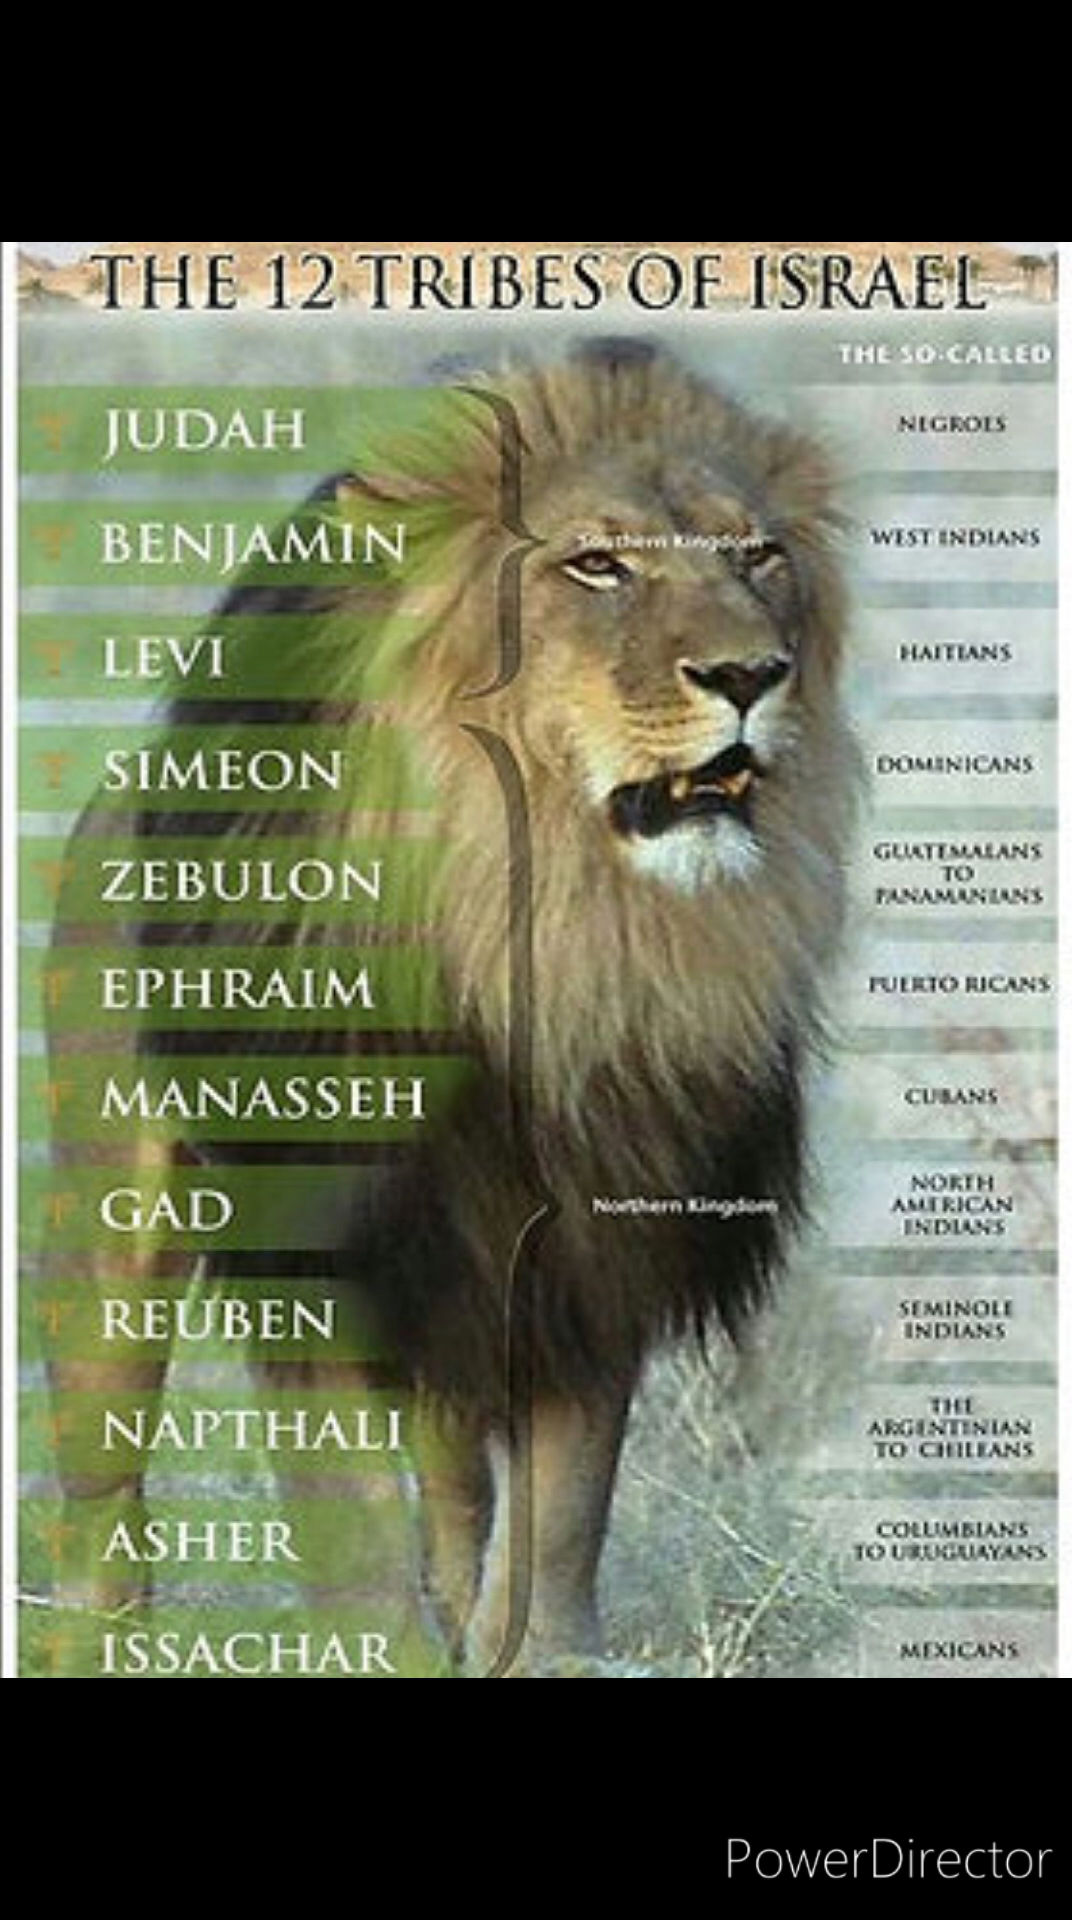 THE 12 TRIBES OF ISRAEL
THE SO-CALLED
JUDAH
NEGROES
BENJAMIN
Southern Kingdom
WEST INDIANS
LEVI
HAITIANS
SIMEON
DOMINICANS
ZEBULON
GUATEMALANS
TO
PANAMANIANS
EPHRAIM
PUERTO RICANS
MANASSEH
CUBANS
GAD
Northern Kingdom
NORTH
AMERICAN
INDIANS
REUBEN
SEMINOLE
INDIANS
NAPTHALI
THE
ARGENTINIAN
TO CHILEANS
ASHER
COLUMBIANS
TO URUGUAYANS
ISSACHAR
MEXICANS
PowerDirector